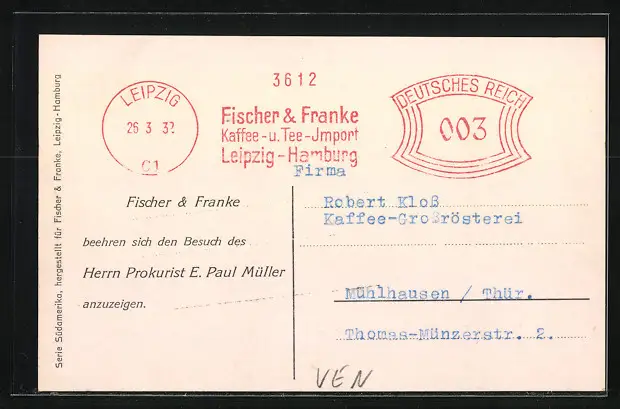 Serie Südamerika, hergestellt für Fischer & Franke, Leipzig-Hamburg
LEIPZIG
26 3 32
C1
3612
Fischer & Franke
Kaffee-u. Tee-Jmport
Leipzig-Hamburg
DEUTSCHES REICH
003
Firma
Robert Kloß
Kaffee-Großrösterei
Mühlhausen / Thür.
Thomas-Münzerstr. 2.
Fischer & Franke
beehren sich den Besuch des
Herrn Prokurist E. Paul Müller
anzuzeigen.
VEN